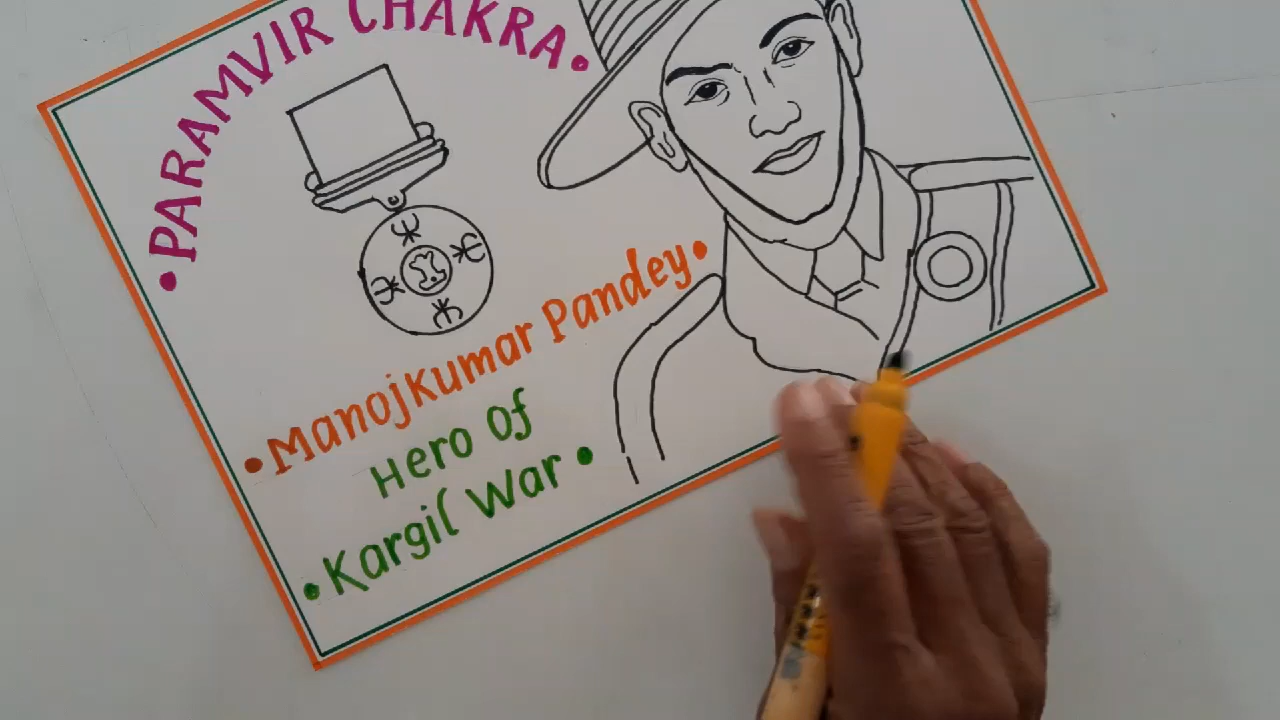 •PARAMVIR CHAKRA•
•Manojkumar Pandey•
Hero Of
•Kargil War•